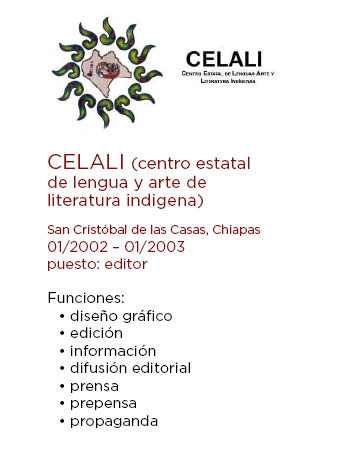 CELALI
Centro Estatal de Lenguas Arte y
Literatura Indígenas
CELALI (centro estatal
de lengua y arte de
literatura indigena)
San Cristóbal de las Casas, Chiapas
01/2002 – 01/2003
puesto: editor
Funciones:
• diseño gráfico
• edición
• información
• difusión editorial
• prensa
• prepensa
• propaganda